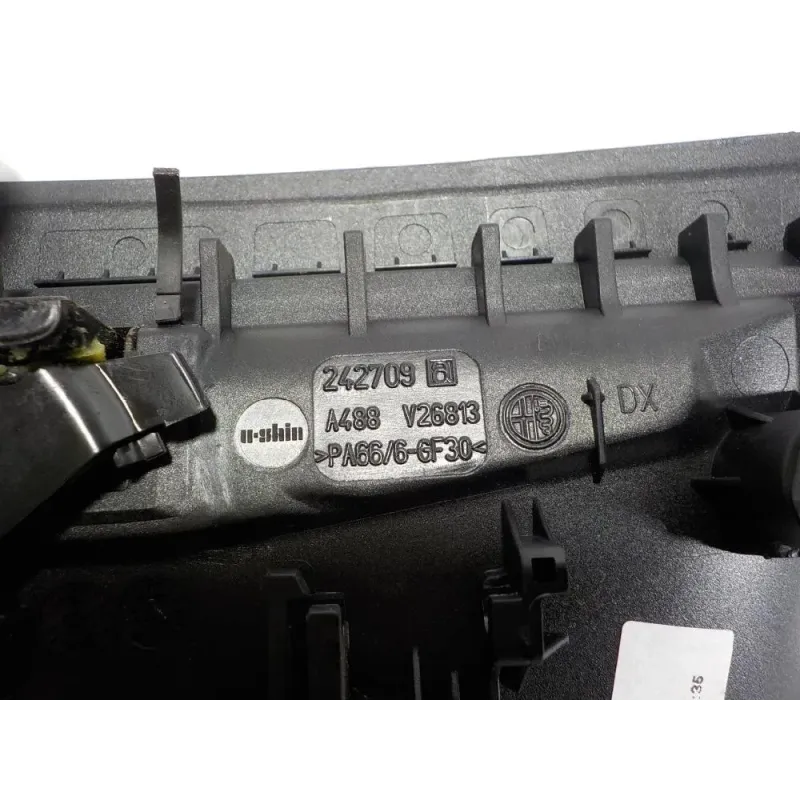 242709
A488 V26813
u-shin
>PA66/6-GF30<
DX